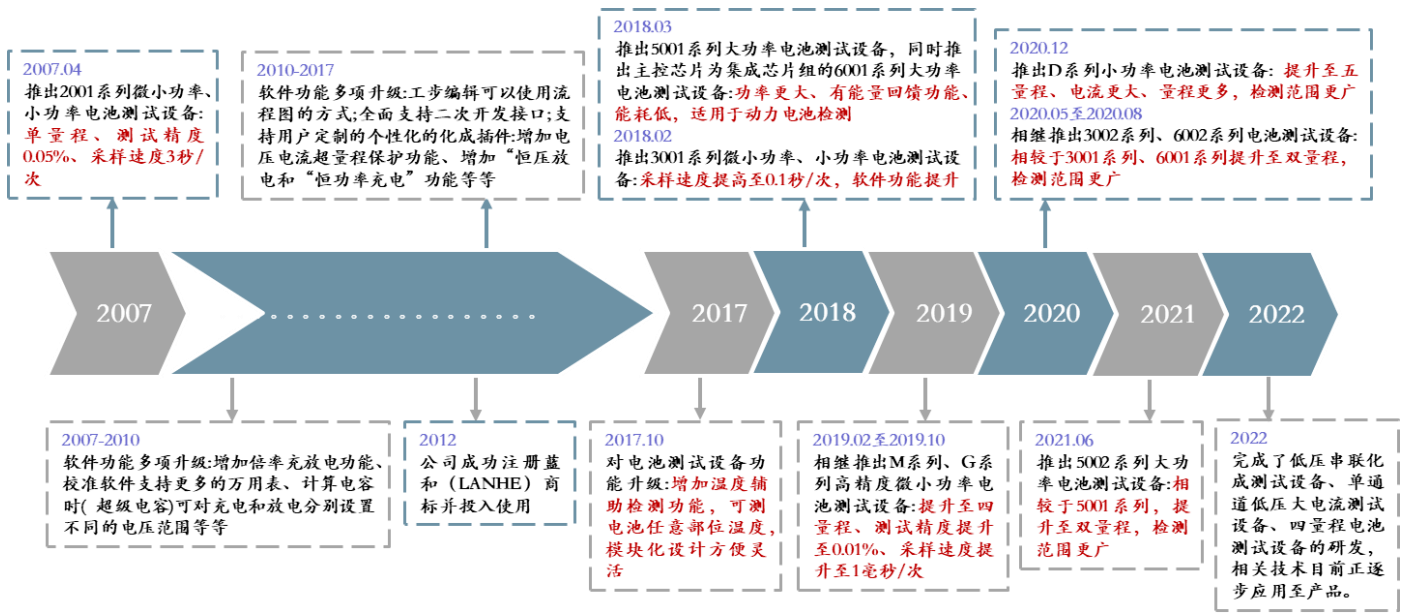 2007.04
推出2001系列微小功率、
小功率电池测试设备:
单量程、测试精度
0.05%、采样速度3秒/
次
2010-2017
软件功能多项升级:工步编辑可以使用流
程图的方式;全面支持二次开发接口;支
持用户定制的个性化的化成插件:增加电
压电流超量程保护功能、增加“恒压放
电和“恒功率充电”功能等等
2018.03
推出5001系列大功率电池测试设备，同时推
出主控芯片为集成芯片组的6001系列大功率
电池测试设备:功率更大、有能量回馈功能、
能耗低，适用于动力电池检测
2018.02
推出3001系列微小功率、小功率电池测试设
备:采样速度提高至0.1秒/次，软件功能提升
2020.12
推出D系列小功率电池测试设备: 提升至五
量程、电流更大、量程更多，检测范围更广
2020.05至2020.08
相继推出3002系列、6002系列电池测试设备:
相较于3001系列、6001系列提升至双量程，
检测范围更广
2007
2017
2018
2019
2020
2021
2022
2007-2010
软件功能多项升级:增加倍率充放电功能、
校准软件支持更多的万用表、计算电容
时( 超级电容)可对充电和放电分别设置
不同的电压范围等等
2012
公司成功注册蓝
和（LANHE）商
标并投入使用
2017.10
对电池测试设备功
能升级:增加温度辅
助检测功能，可测
电池任意部位温度,
模块化设计方便灵
活
2019.02至2019.10
相继推出M系列、G系
列高精度微小功率电
池测试设备:提升至四
量程、测试精度提升
至0.01%、采样速度提
升至1毫秒/次
2021.06
推出5002系列大功
率电池测试设备:相
较于5001系列，提
升至双量程，检测
范围更广
2022
完成了低压串联化
成测试设备、单通
道低压大电流测试
设备、四量程电池
测试设备的研发，
相关技术目前正逐
步应用至产品。